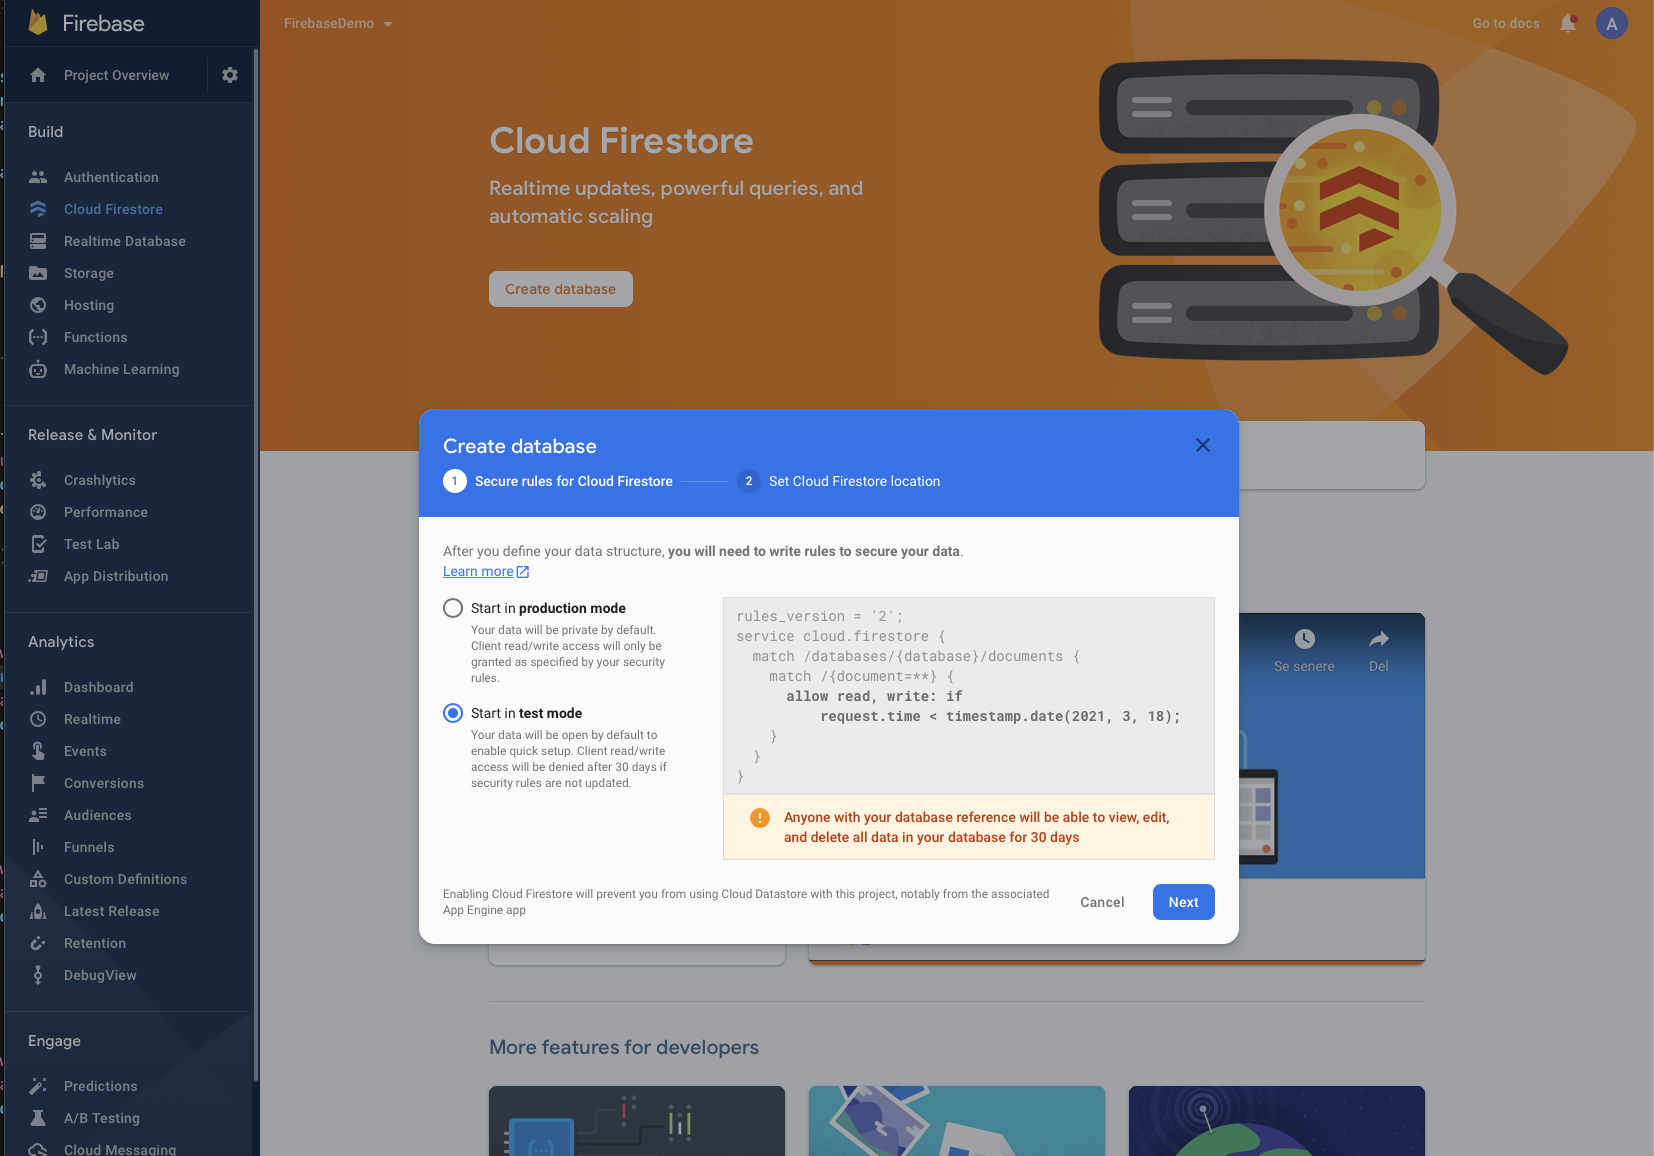 Firebase
Project Overview
Build
Authentication
Cloud Firestore
Realtime Database
Storage
Hosting
Functions
Machine Learning
Release & Monitor
Crashlytics
Performance
Test Lab
App Distribution
Analytics
Dashboard
Realtime
Events
Conversions
Audiences
Funnels
Custom Definitions
Latest Release
Retention
DebugView
Engage
Predictions
A/B Testing
Cloud Messaging
FirebaseDemo
Go to docs
A
Cloud Firestore
Realtime updates, powerful queries, and
automatic scaling
Create database
Create database
1 Secure rules for Cloud Firestore
2 Set Cloud Firestore location
After you define your data structure, you will need to write rules to secure your data.
Learn more
Start in production mode
Your data will be private by default.
Client read/write access will only be
granted as specified by your security
rules.
Start in test mode
Your data will be open by default to
enable quick setup. Client read/write
access will be denied after 30 days if
security rules are not updated.
rules_version = '2';
service cloud.firestore {
match /databases/{database}/documents {
match /{document=**} {
allow read, write: if
request.time < timestamp.date(2021, 3, 18);
}
}
}
! Anyone with your database reference will be able to view, edit,
and delete all data in your database for 30 days
Enabling Cloud Firestore will prevent you from using Cloud Datastore with this project, notably from the associated
App Engine app
Cancel
Next
Se senere
Del
More features for developers